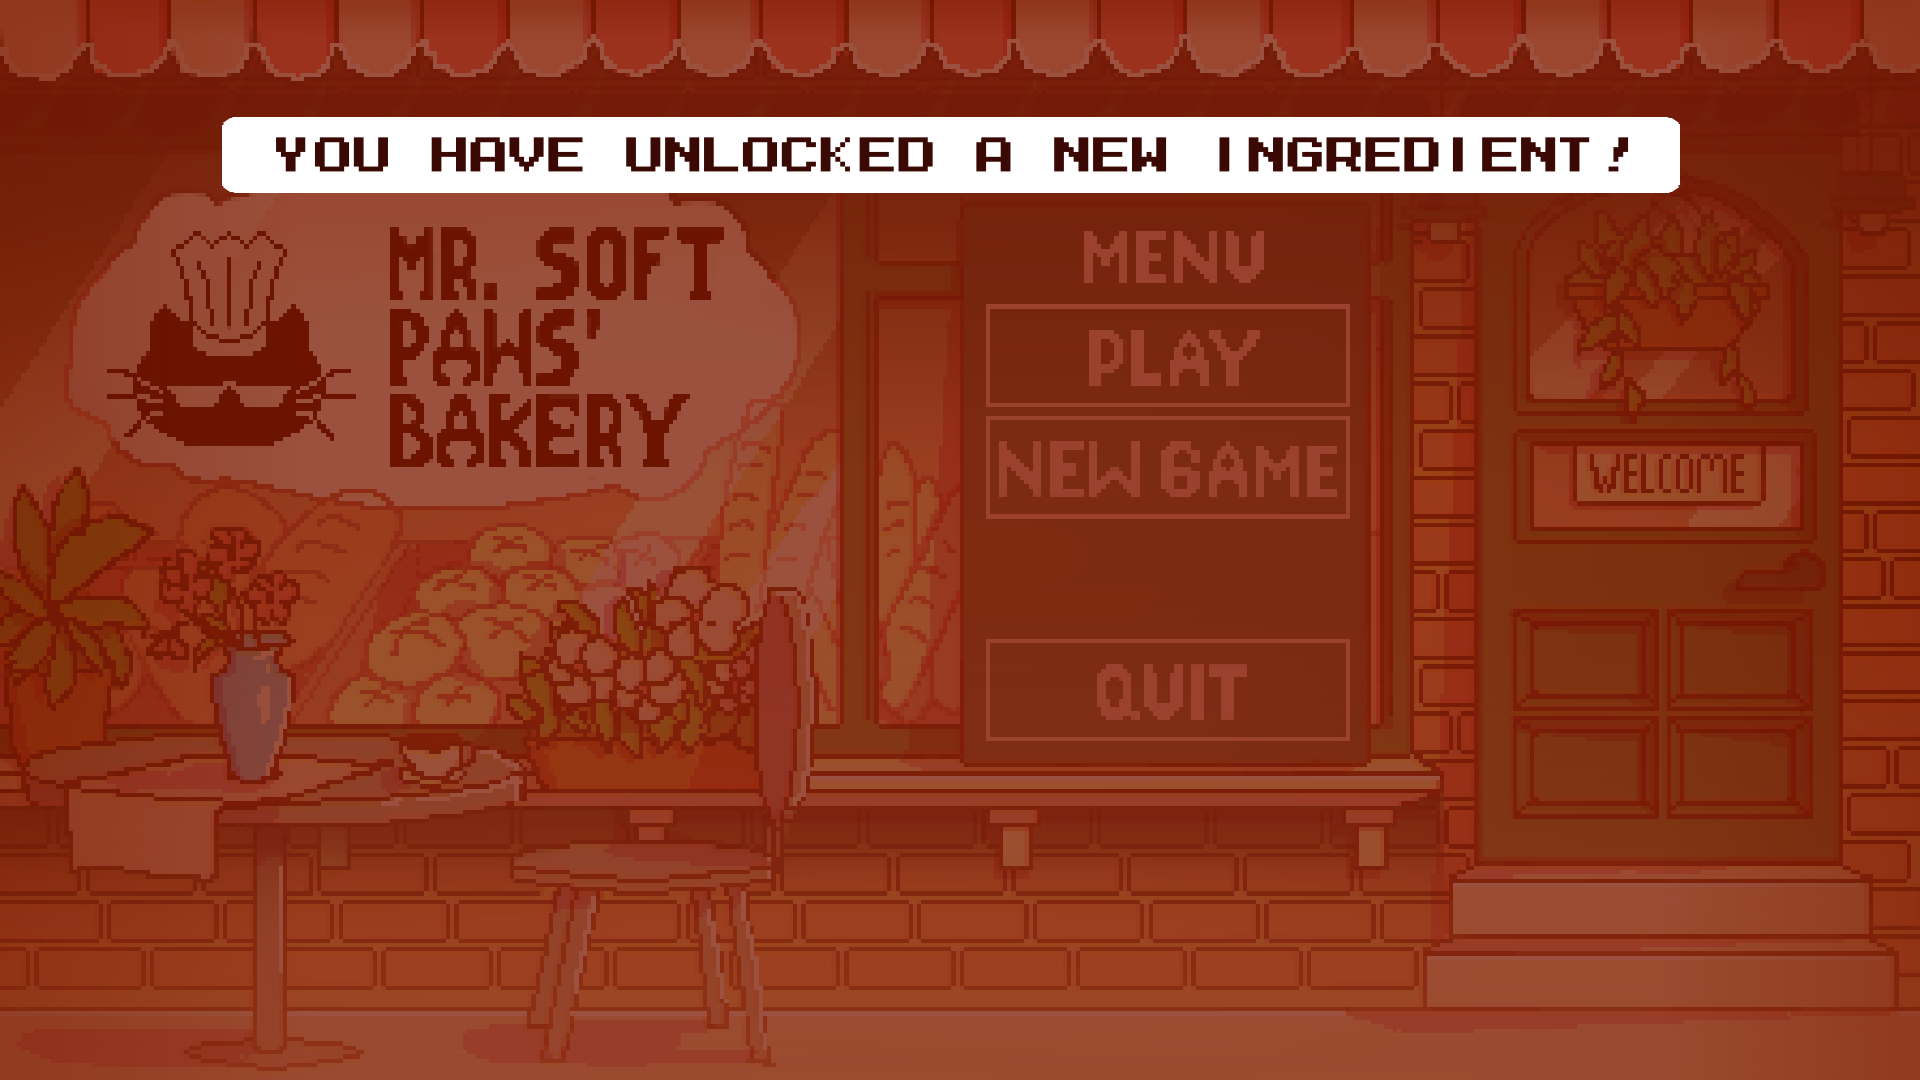 YOU HAVE UNLOCKED A NEW INGREDIENT!
MR. SOFT
PAWS'
BAKERY
MENU
PLAY
NEW GAME
QUIT
WELCOME